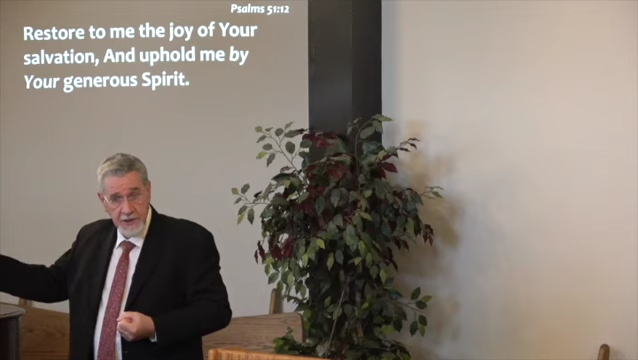 Psalms 51:12
Restore to me the joy of Your
salvation, And uphold me by
Your generous Spirit.